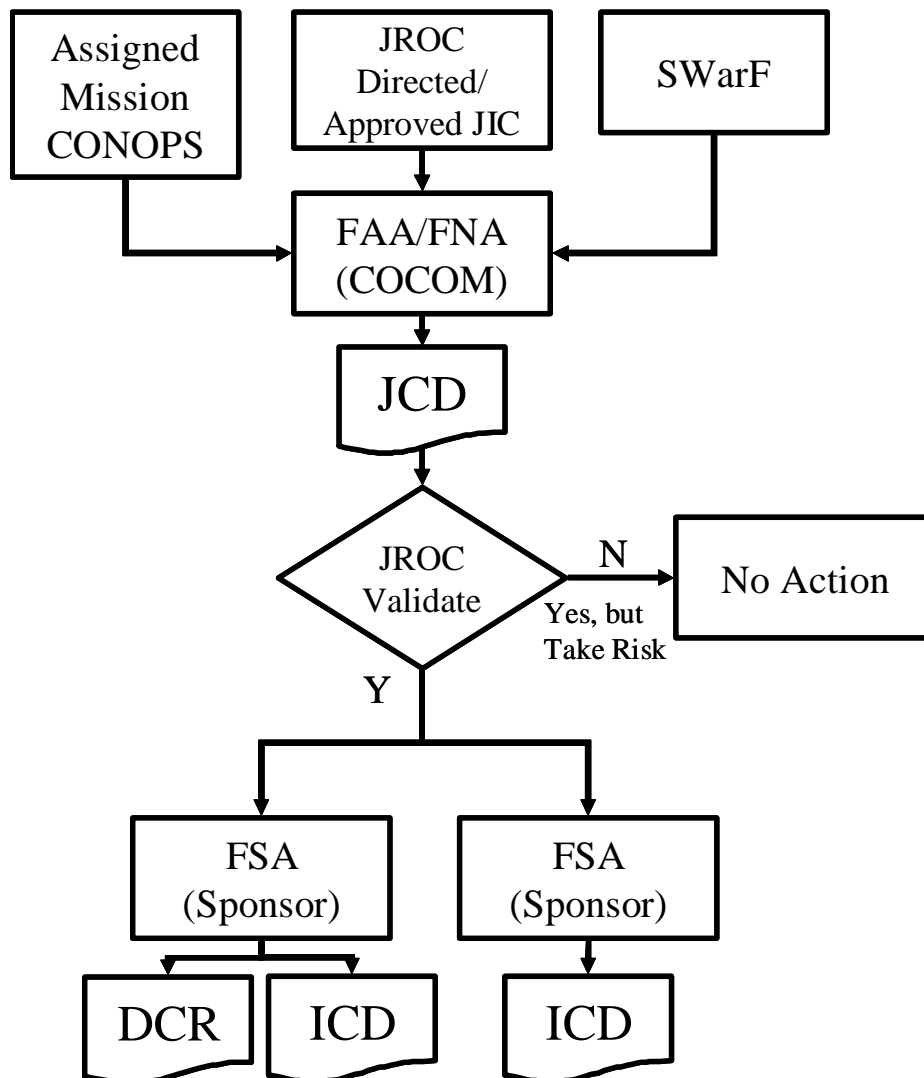 Assigned
Mission
CONOPS
JROC
Directed/
Approved JIC
SWarF
FAA/FNA
(COCOM)
JCD
JROC
Validate
N
Yes, but
Take Risk
No Action
Y
FSA
(Sponsor)
FSA
(Sponsor)
DCR
ICD
ICD